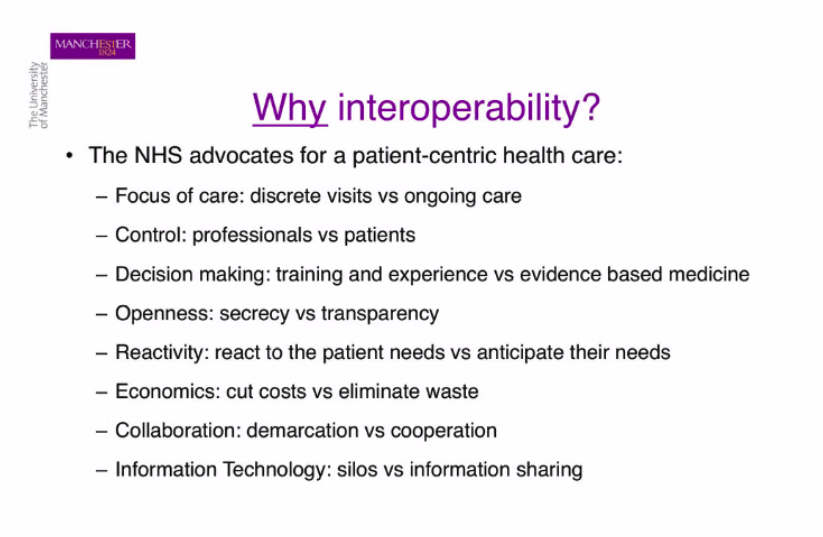 MANCHESTER
1824
The University
of Manchester
Why interoperability?
• The NHS advocates for a patient-centric health care:
– Focus of care: discrete visits vs ongoing care
– Control: professionals vs patients
– Decision making: training and experience vs evidence based medicine
– Openness: secrecy vs transparency
– Reactivity: react to the patient needs vs anticipate their needs
– Economics: cut costs vs eliminate waste
– Collaboration: demarcation vs cooperation
– Information Technology: silos vs information sharing